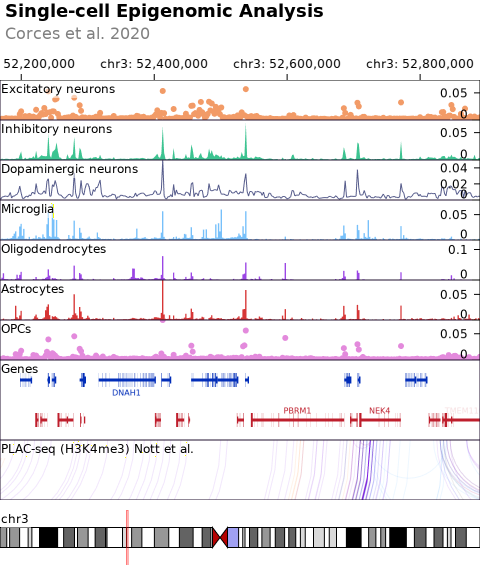 Single-cell Epigenomic Analysis
Corces et al. 2020
52,200,000 chr3: 52,400,000 chr3: 52,600,000 chr3: 52,800,000
Excitatory neurons
0.05
0
Inhibitory neurons
0.05
0
Dopaminergic neurons
0.04
0.02
0
Microglia
0.05
0
Oligodendrocytes
0.1
0
Astrocytes
0.05
0
OPCs
0.05
0
Genes
DNAH1
PBRM1 NEK4
PLAC-seq (H3K4me3) Nott et al.
chr3